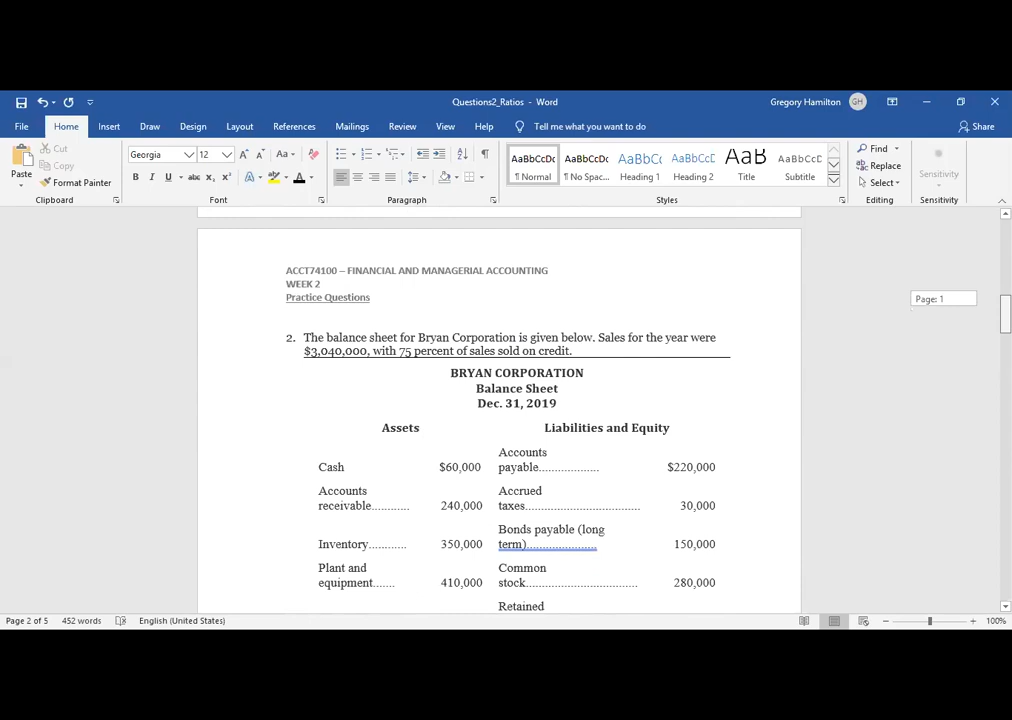 Questions2_Ratios - Word
Gregory Hamilton GH
File Home Insert Draw Design Layout References Mailings Review View Help Tell me what you want to do Share
Paste Cut Georgia 12 Aa AaBbCcDc AaBbCcDc AaBbCc AaBbCcD AaB AaBbCcD Find
Copy Replace
Format Painter B I U abc x₂ x² A A ¶ Normal ¶ No Spac... Heading 1 Heading 2 Title Subtitle Select Sensitivity
Clipboard Font Paragraph Styles Editing Sensitivity
ACCT74100 – FINANCIAL AND MANAGERIAL ACCOUNTING
WEEK 2
Practice Questions
Page: 1
2. The balance sheet for Bryan Corporation is given below. Sales for the year were
$3,040,000, with 75 percent of sales sold on credit.
BRYAN CORPORATION
Balance Sheet
Dec. 31, 2019
Assets Liabilities and Equity
Accounts
Cash $60,000 payable................... $220,000
Accounts Accrued
receivable............ 240,000 taxes................................... 30,000
Bonds payable (long
Inventory............ 350,000 term)...................... 150,000
Plant and Common
equipment....... 410,000 stock.................................. 280,000
Retained
Page 2 of 5 452 words English (United States) 100%